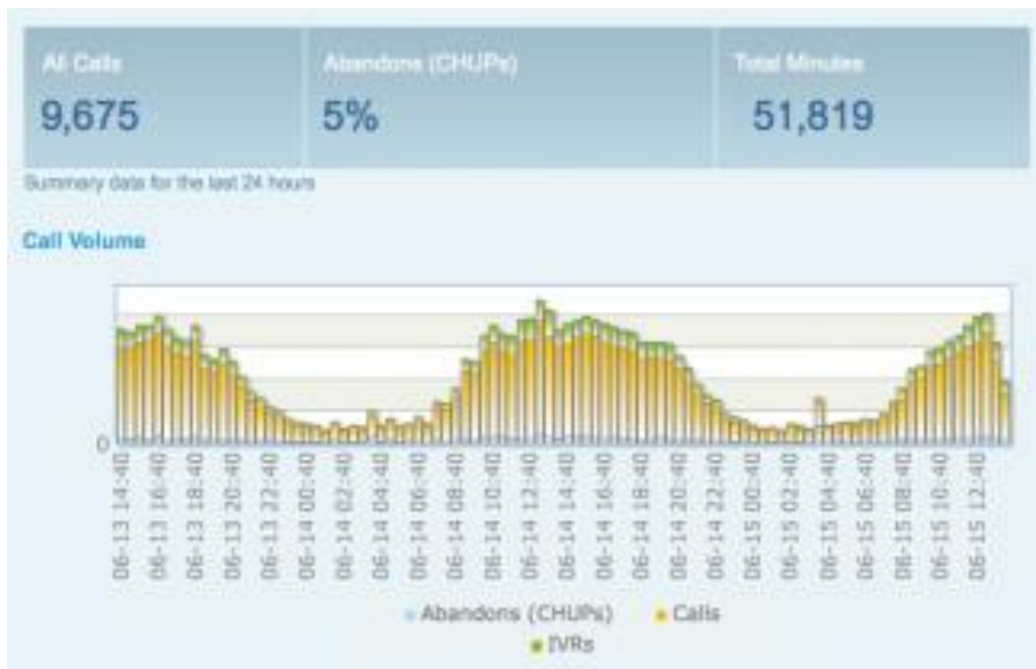 All Calls Abandons (CHUPs) Total Minutes
9,675 5% 51,819
Summary data for the last 24 hours
Call Volume
0
06-13 14:40 06-13 16:40 06-13 18:40 06-13 20:40 06-13 22:40 06-14 00:40 06-14 02:40 06-14 04:40 06-14 06:40 06-14 08:40 06-14 10:40 06-14 12:40 06-14 14:40 06-14 16:40 06-14 18:40 06-14 20:40 06-14 22:40 06-15 00:40 06-15 02:40 06-15 04:40 06-15 06:40 06-15 08:40 06-15 10:40 06-15 12:40
Abandons (CHUPs) Calls
IVRs